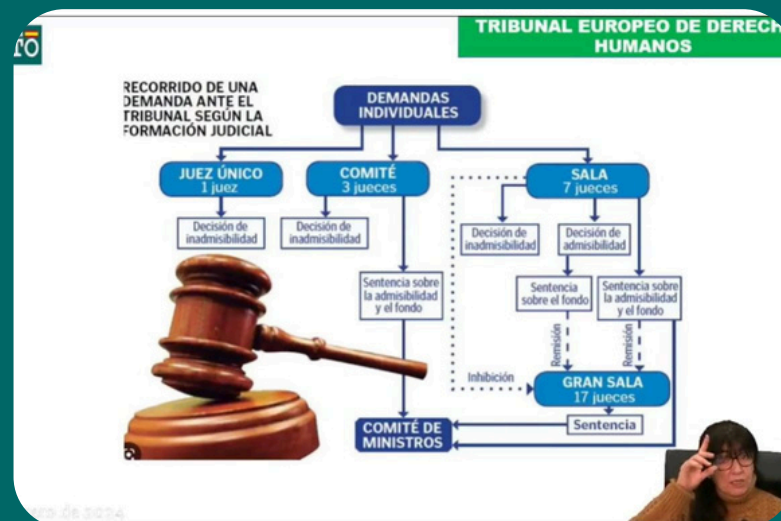 TRIBUNAL EUROPEO DE DERECH
HUMANOS
RECORRIDO DE UNA
DEMANDA ANTE EL
TRIBUNAL SEGÚN LA
FORMACIÓN JUDICIAL
DEMANDAS
INDIVIDUALES
JUEZ ÚNICO
1 juez
COMITÉ
3 jueces
SALA
7 jueces
Decisión de
inadmisibilidad
Decisión de
inadmisibilidad
Decisión de
inadmisibilidad
Decisión de
admisibilidad
Sentencia sobre
la admisibilidad
y el fondo
Sentencia
sobre el fondo
Sentencia sobre
la admisibilidad
y el fondo
Remisión
Remisión
Inhibición
GRAN SALA
17 jueces
COMITÉ DE
MINISTROS
Sentencia
de 2024